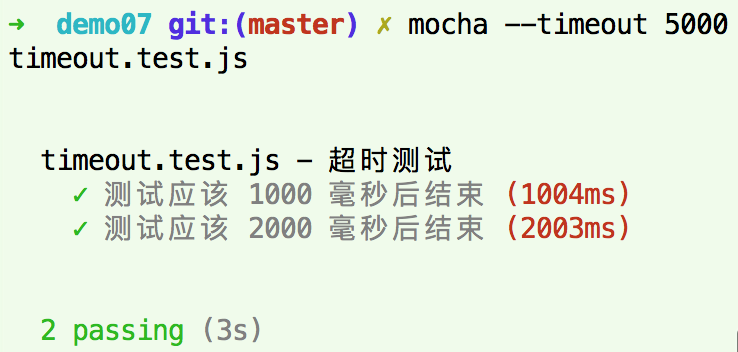 ➜  demo07 git:(master) ✗ mocha --timeout 5000
timeout.test.js
timeout.test.js - 超时测试
✓ 测试应该 1000 毫秒后结束 (1004ms)
✓ 测试应该 2000 毫秒后结束 (2003ms)
2 passing (3s)